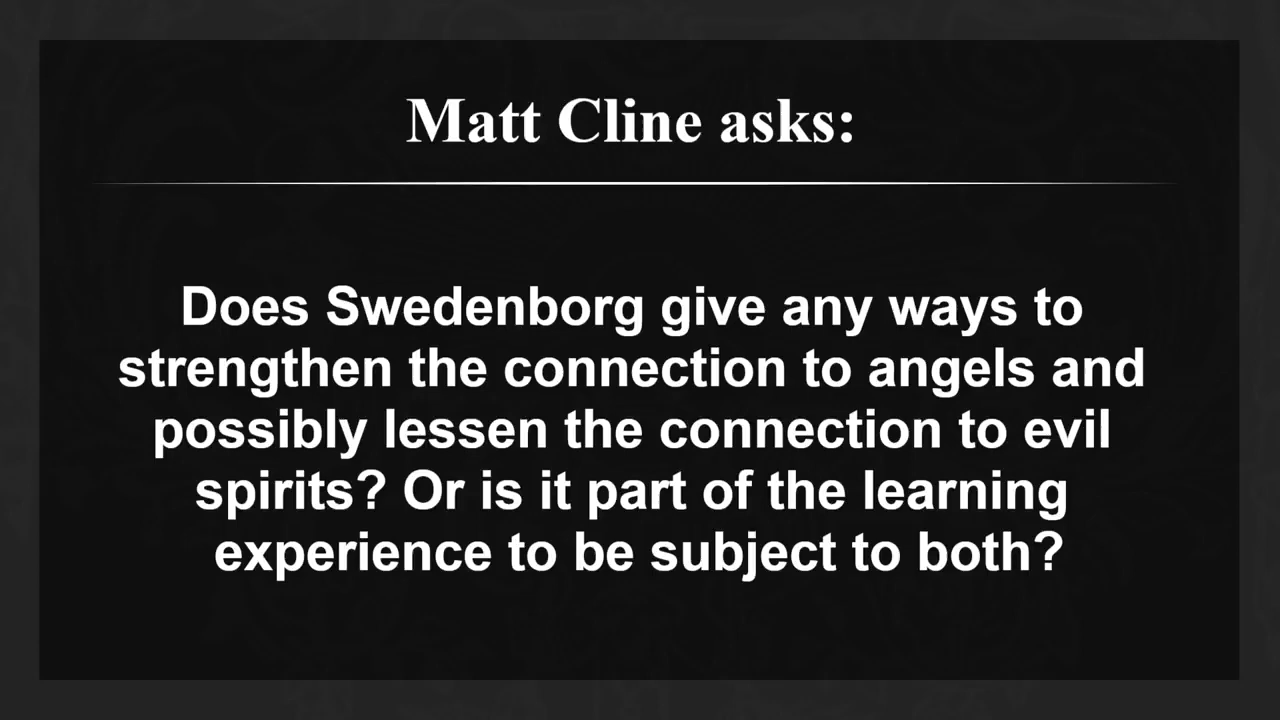 Matt Cline asks:
Does Swedenborg give any ways to
strengthen the connection to angels and
possibly lessen the connection to evil
spirits? Or is it part of the learning
experience to be subject to both?